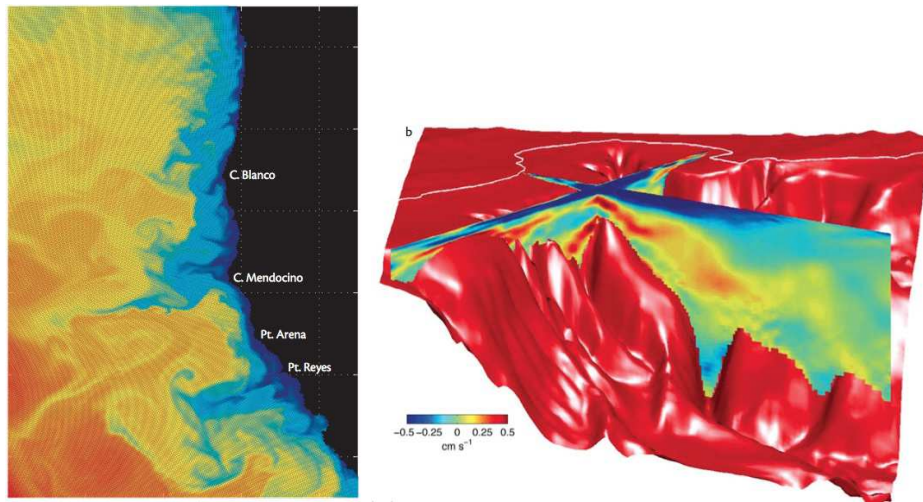 C. Blanco
C. Mendocino
Pt. Arena
Pt. Reyes
b
−0.5 −0.25 0 0.25 0.5
cm s⁻¹